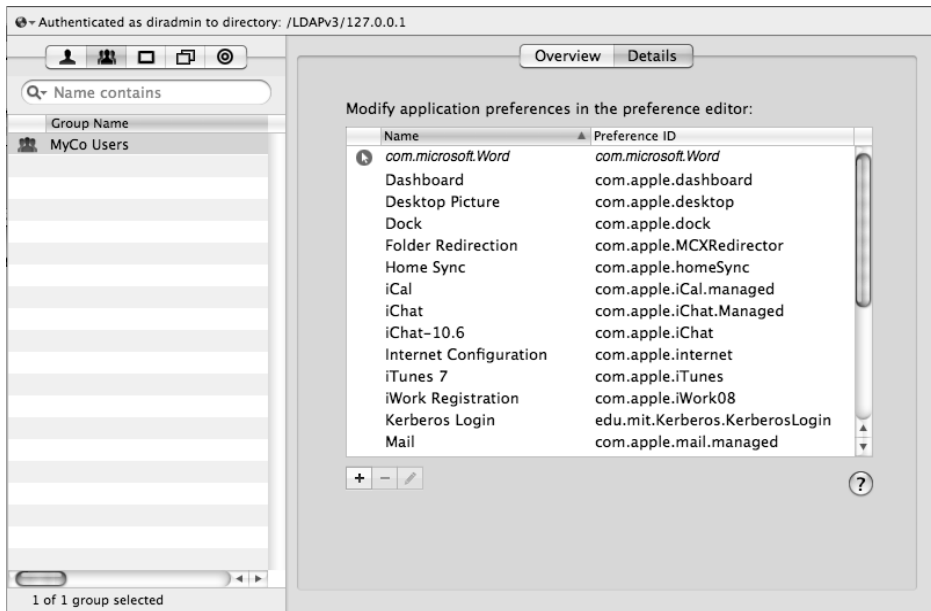 Authenticated as diradmin to directory: /LDAPv3/127.0.0.1
Overview Details
Name contains
Group Name
MyCo Users
Modify application preferences in the preference editor:
Name Preference ID
com.microsoft.Word com.microsoft.Word
Dashboard com.apple.dashboard
Desktop Picture com.apple.desktop
Dock com.apple.dock
Folder Redirection com.apple.MCXRedirector
Home Sync com.apple.homeSync
iCal com.apple.iCal.managed
iChat com.apple.iChat.Managed
iChat-10.6 com.apple.iChat
Internet Configuration com.apple.internet
iTunes 7 com.apple.iTunes
iWork Registration com.apple.iWork08
Kerberos Login edu.mit.Kerberos.KerberosLogin
Mail com.apple.mail.managed
+ −
?
1 of 1 group selected